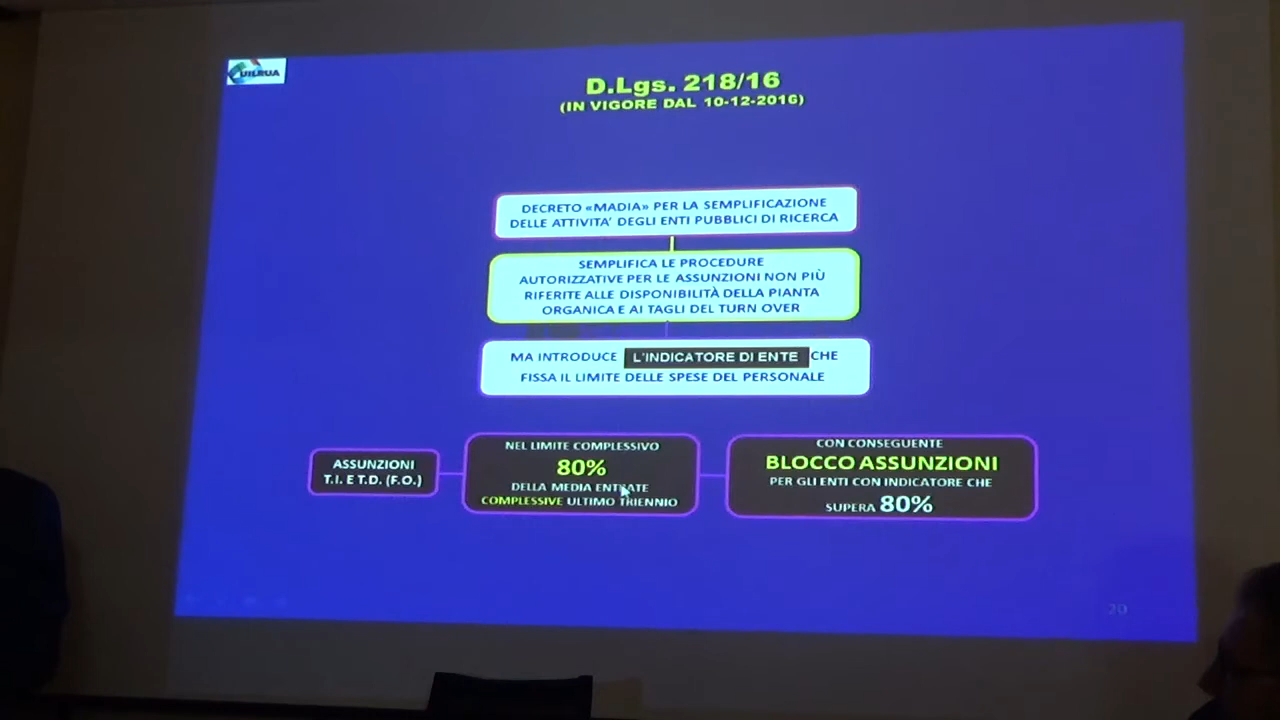 UILRUA
D.Lgs. 218/16
(IN VIGORE DAL 10-12-2016)
DECRETO «MADIA» PER LA SEMPLIFICAZIONE
DELLE ATTIVITA' DEGLI ENTI PUBBLICI DI RICERCA
SEMPLIFICA LE PROCEDURE
AUTORIZZATIVE PER LE ASSUNZIONI NON PIÙ
RIFERITE ALLE DISPONIBILITÀ DELLA PIANTA
ORGANICA E AI TAGLI DEL TURN OVER
MA INTRODUCE L'INDICATORE DI ENTE CHE
FISSA IL LIMITE DELLE SPESE DEL PERSONALE
ASSUNZIONI
T.I. E T.D. (F.O.)
NEL LIMITE COMPLESSIVO
80%
DELLA MEDIA ENTRATE
COMPLESSIVE ULTIMO TRIENNIO
CON CONSEGUENTE
BLOCCO ASSUNZIONI
PER GLI ENTI CON INDICATORE CHE
SUPERA 80%
20